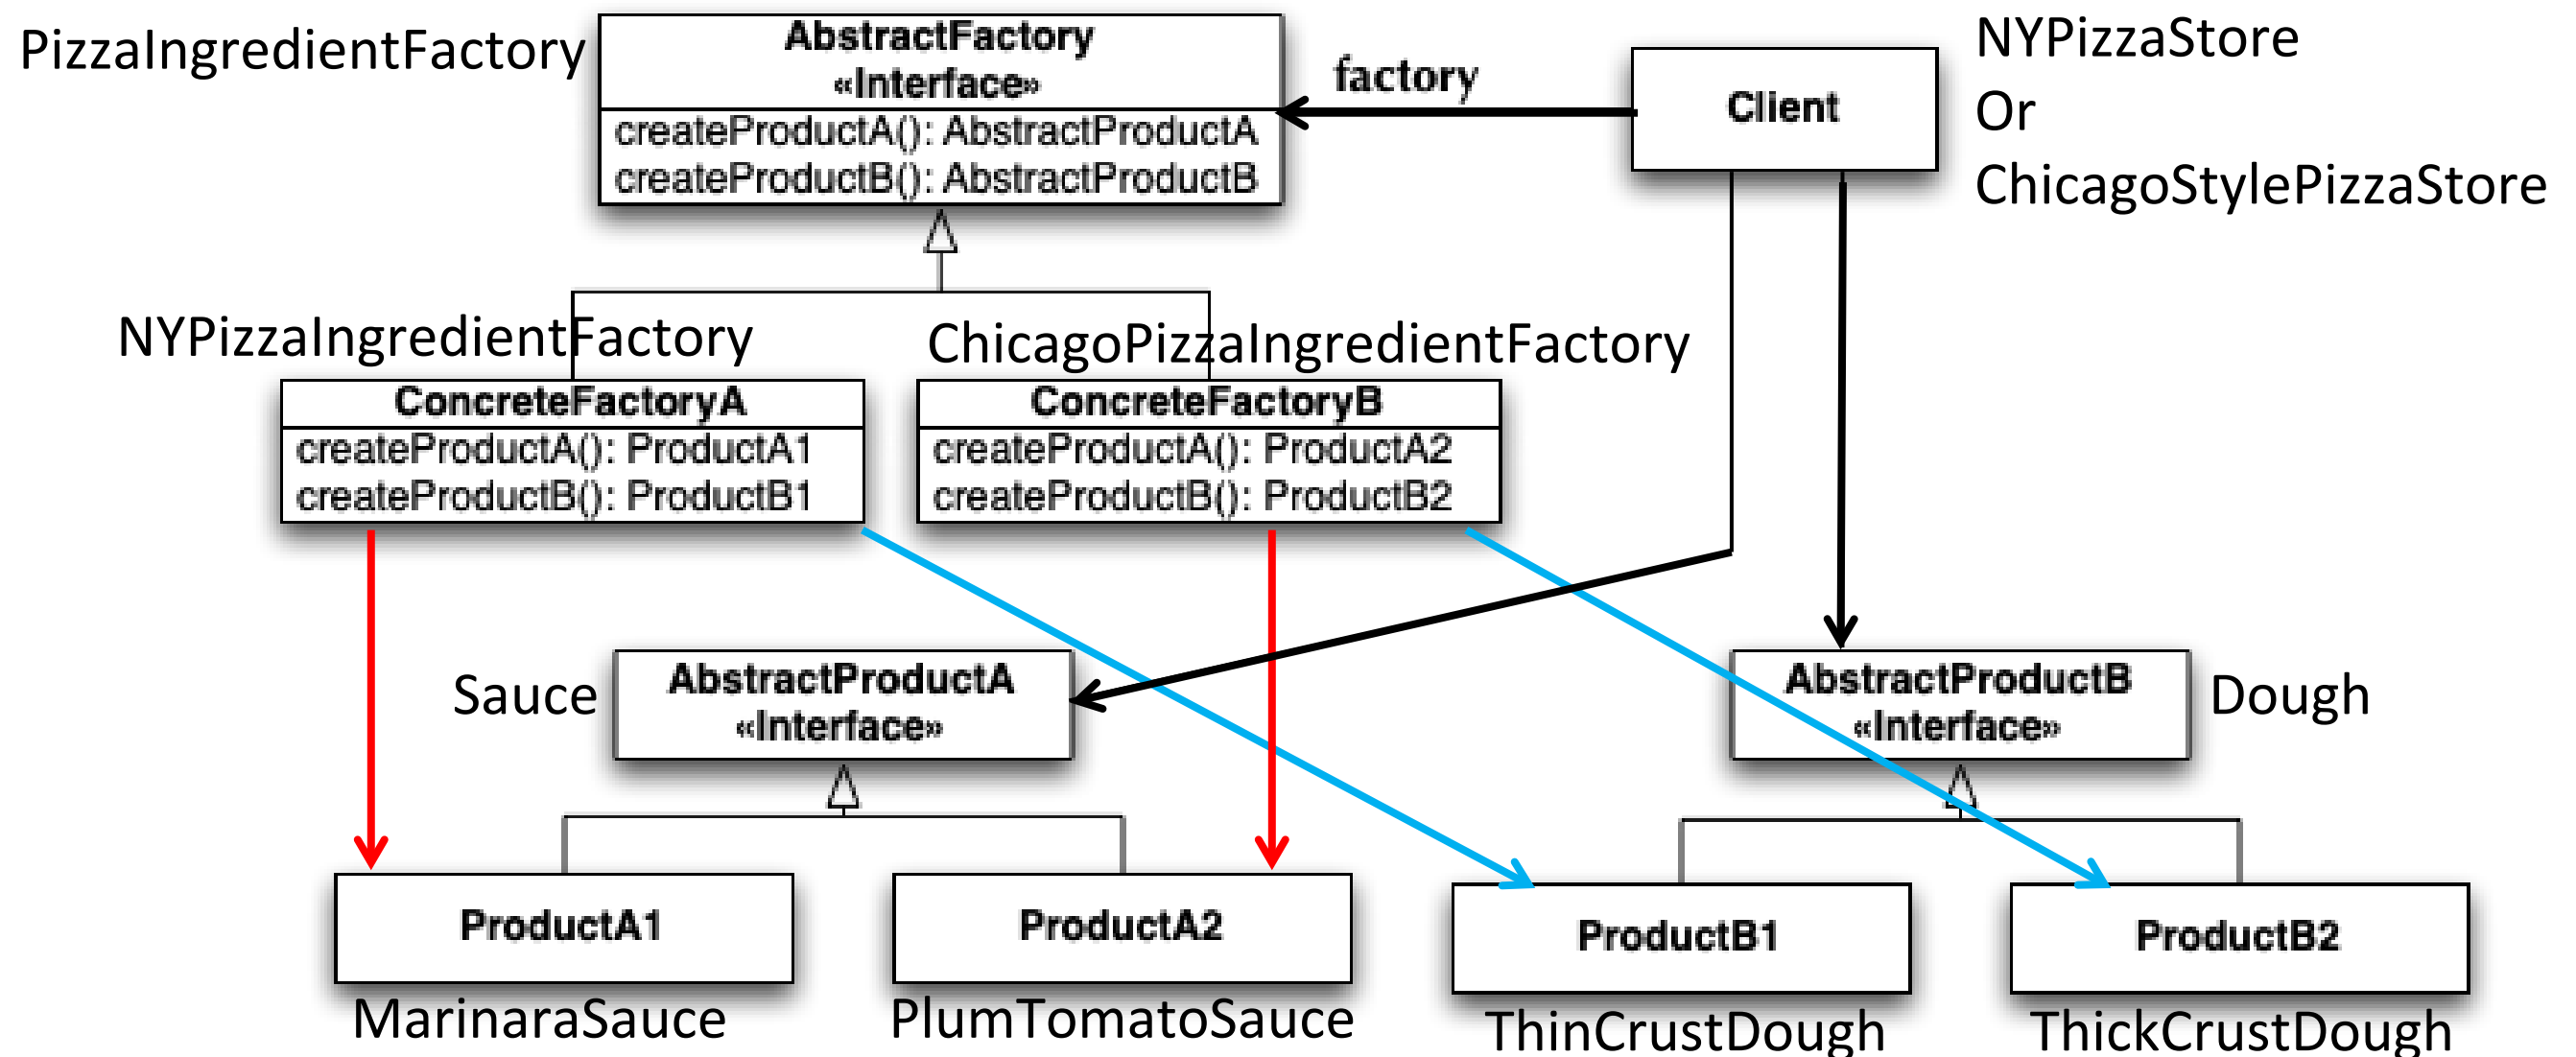 PizzaIngredientFactory
AbstractFactory
«Interface»
createProductA(): AbstractProductA
createProductB(): AbstractProductB
factory
Client
NYPizzaStore
Or
ChicagoStylePizzaStore
NYPizzaIngredientFactory
ChicagoPizzaIngredientFactory
ConcreteFactoryA
createProductA(): ProductA1
createProductB(): ProductB1
ConcreteFactoryB
createProductA(): ProductA2
createProductB(): ProductB2
Sauce
AbstractProductA
«Interface»
AbstractProductB
«Interface»
Dough
ProductA1
ProductA2
ProductB1
ProductB2
MarinaraSauce
PlumTomatoSauce
ThinCrustDough
ThickCrustDough